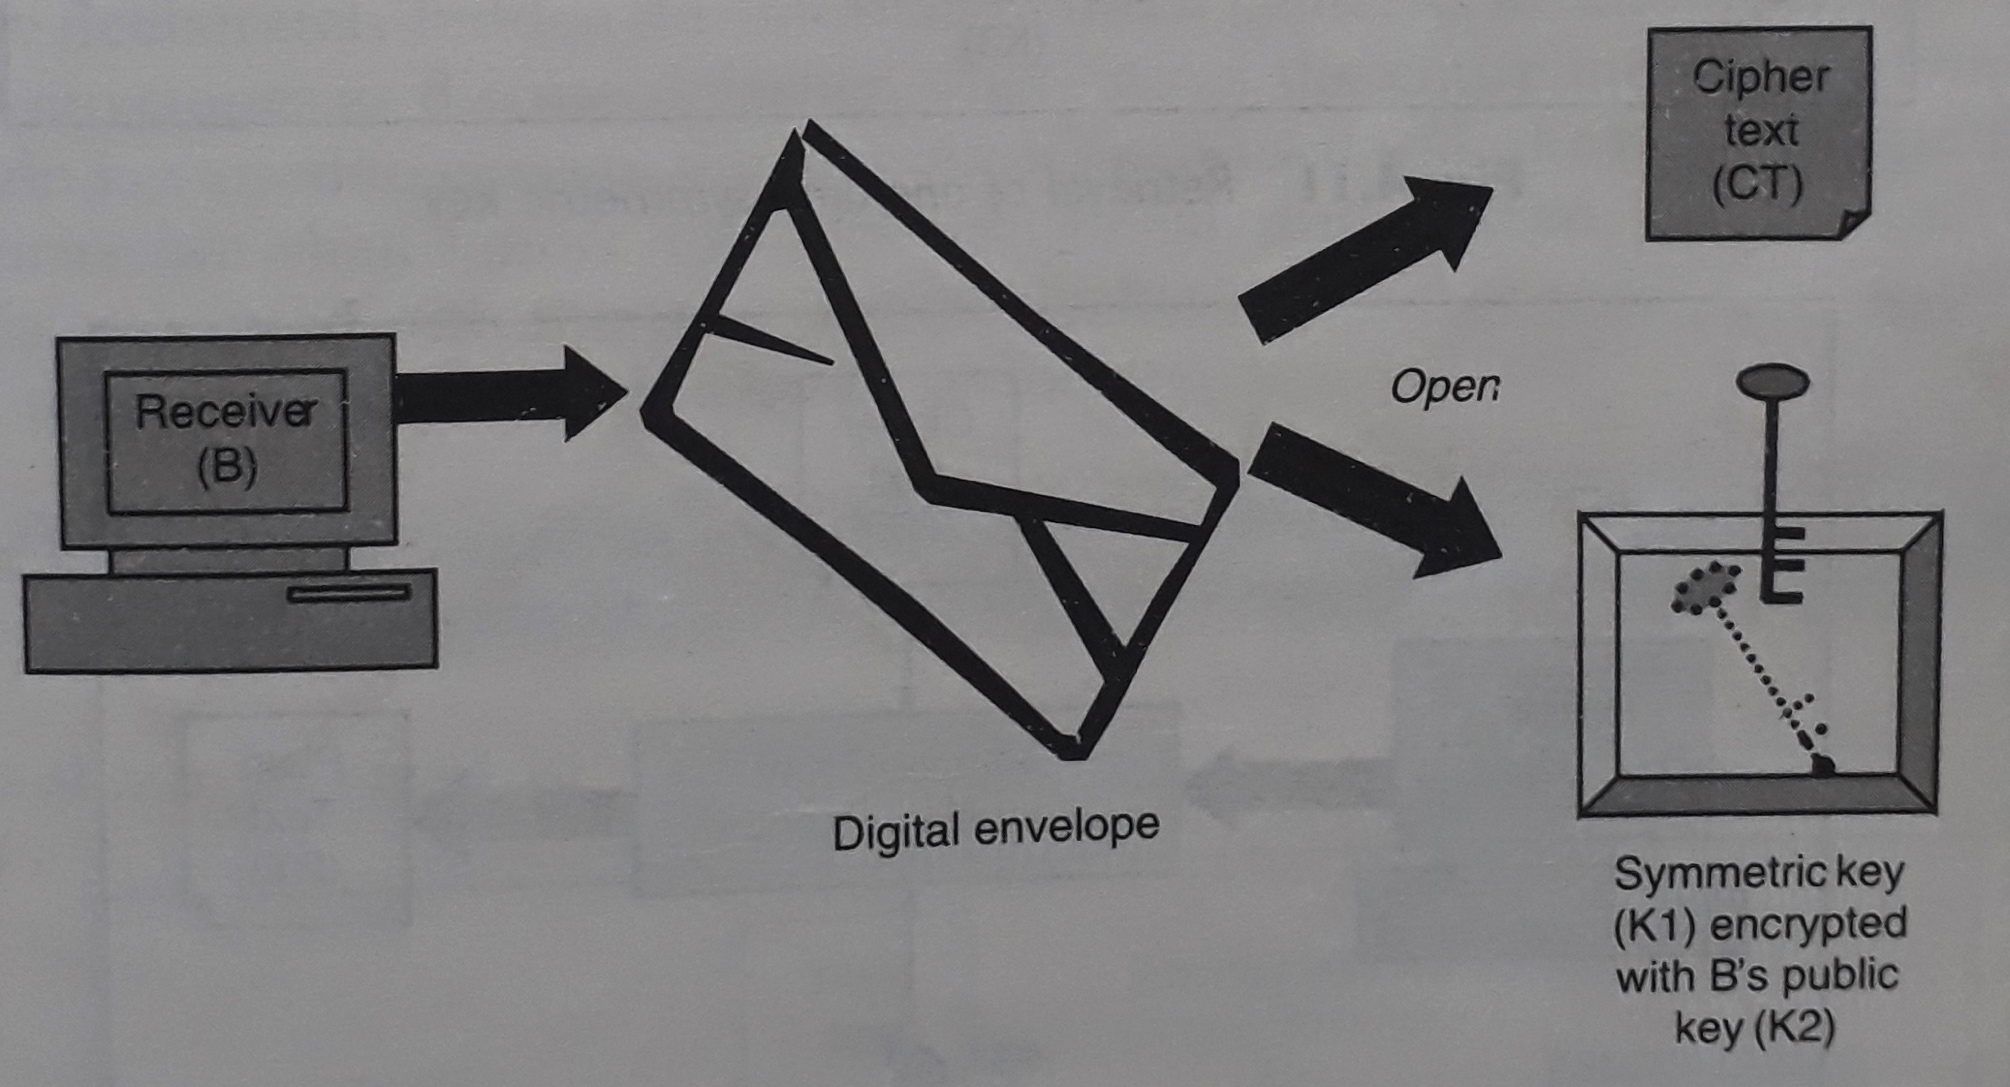 Cipher
text
(CT)
Receiver
(B)
Open
Digital envelope
Symmetric key
(K1) encrypted
with B's public
key (K2)